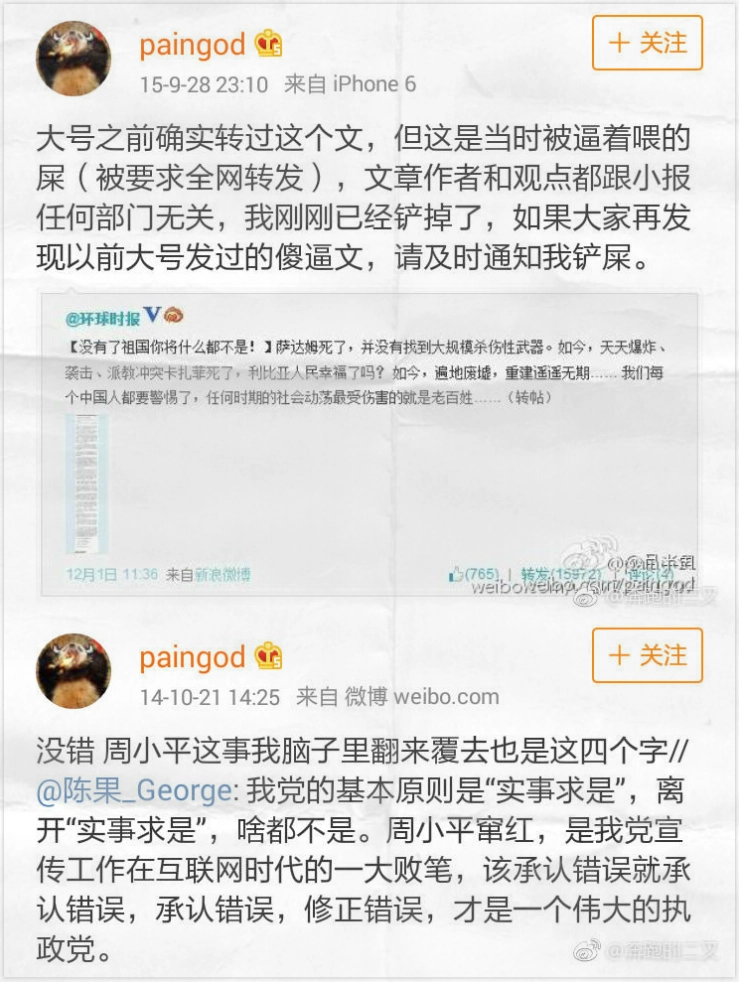 paingod
+ 关注
15-9-28 23:10 来自 iPhone 6
大号之前确实转过这个文，但这是当时被逼着喂的
屎（被要求全网转发），文章作者和观点都跟小报
任何部门无关，我刚刚已经铲掉了，如果大家再发
现以前大号发过的傻逼文，请及时通知我铲屎。
@环球时报
【没有了祖国你将什么都不是！】萨达姆死了，并没有找到大规模杀伤性武器。如今，天天爆炸、
袭击、派教冲突卡扎菲死了，利比亚人民幸福了吗？如今，遍地废墟，重建遥遥无期…… 我们每
个中国人都要警惕了，任何时期的社会动荡最受伤害的就是老百姓……（转帖）
12月1日 11:36 来自新浪微博
(765) | 转发(15972)
weibo.com/paingod
paingod
+ 关注
14-10-21 14:25 来自 微博 weibo.com
没错 周小平这事我脑子里翻来覆去也是这四个字//
@陈果_George: 我党的基本原则是“实事求是”，离
开“实事求是”，啥都不是。周小平窜红，是我党宣
传工作在互联网时代的一大败笔，该承认错误就承
认错误，承认错误，修正错误，才是一个伟大的执
政党。
@奔跑的二叉